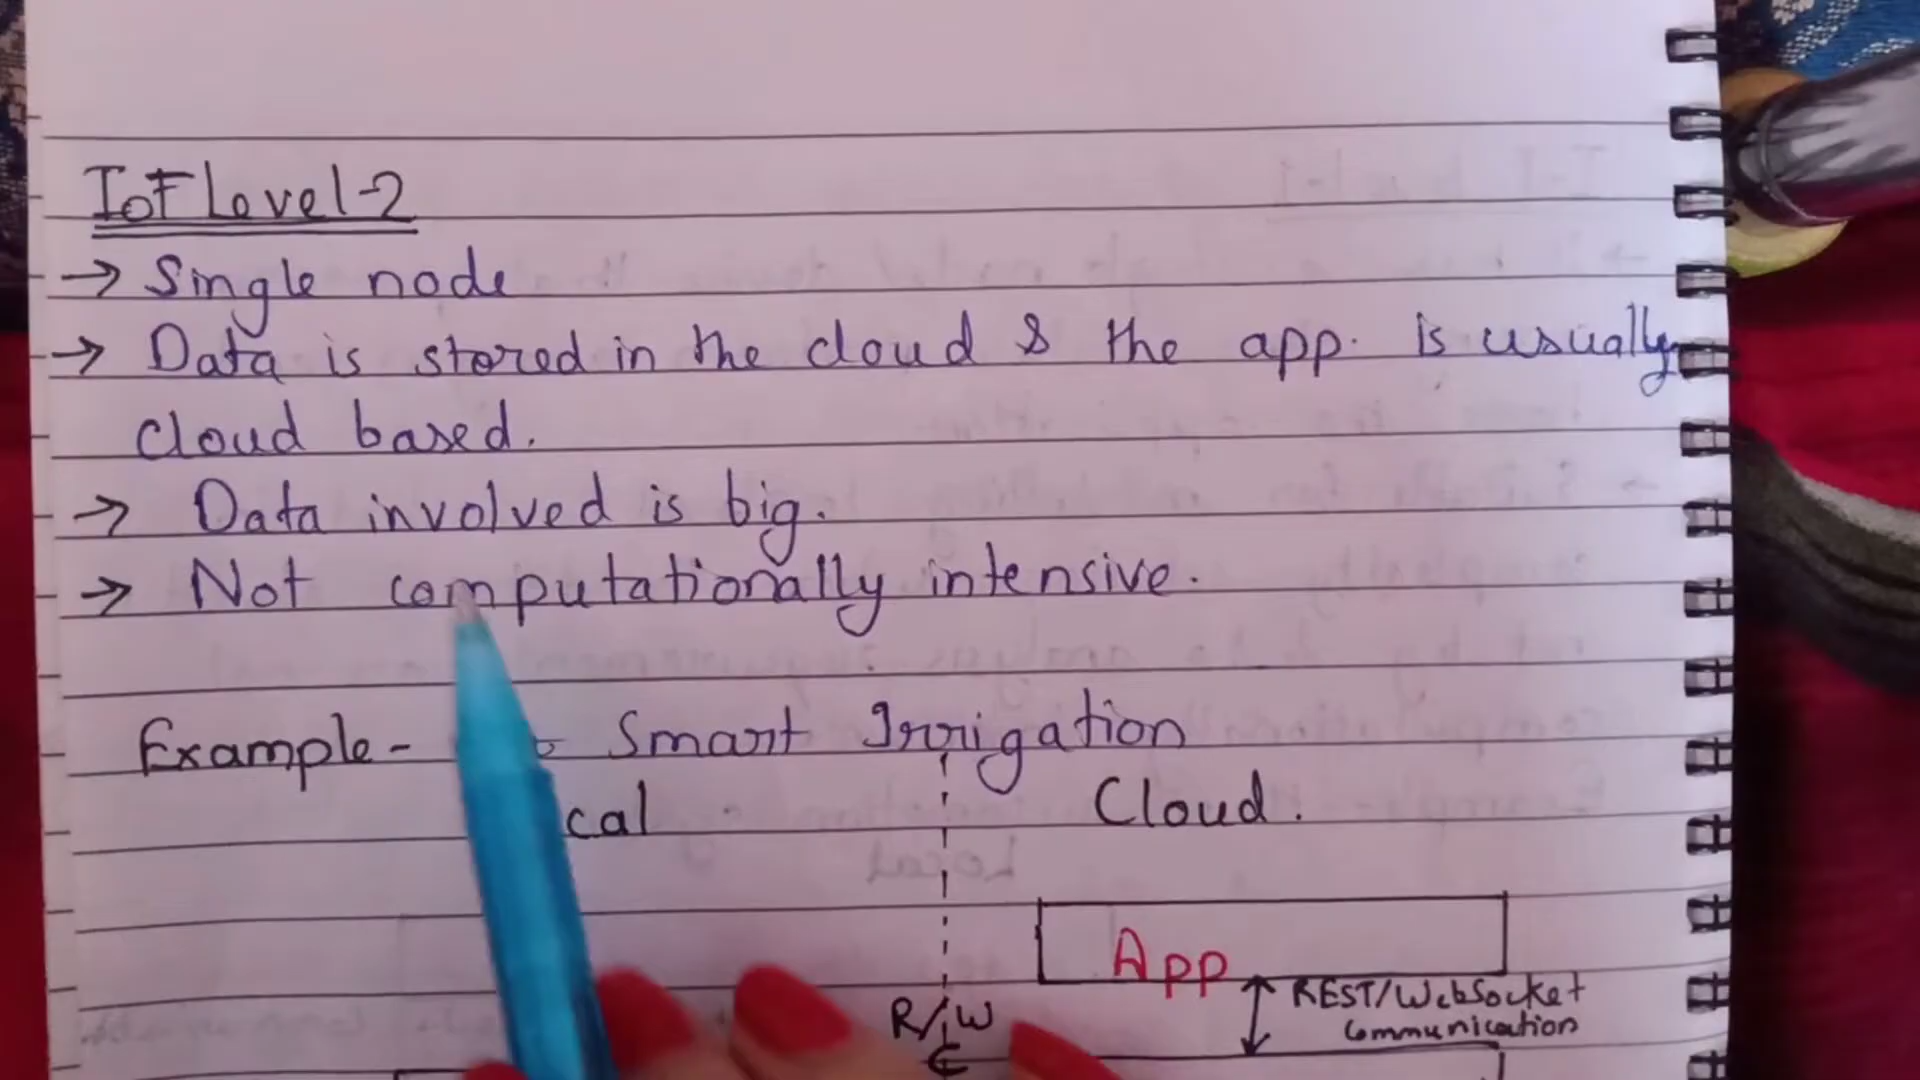 IoT Level-2
→ Single node
→ Data is stored in the cloud & the app. is usually
cloud based.
→ Data involved is big.
→ Not computationally intensive.
Example- Smart Irrigation
cal Cloud.
App
R/W REST/WebSocket
Communication